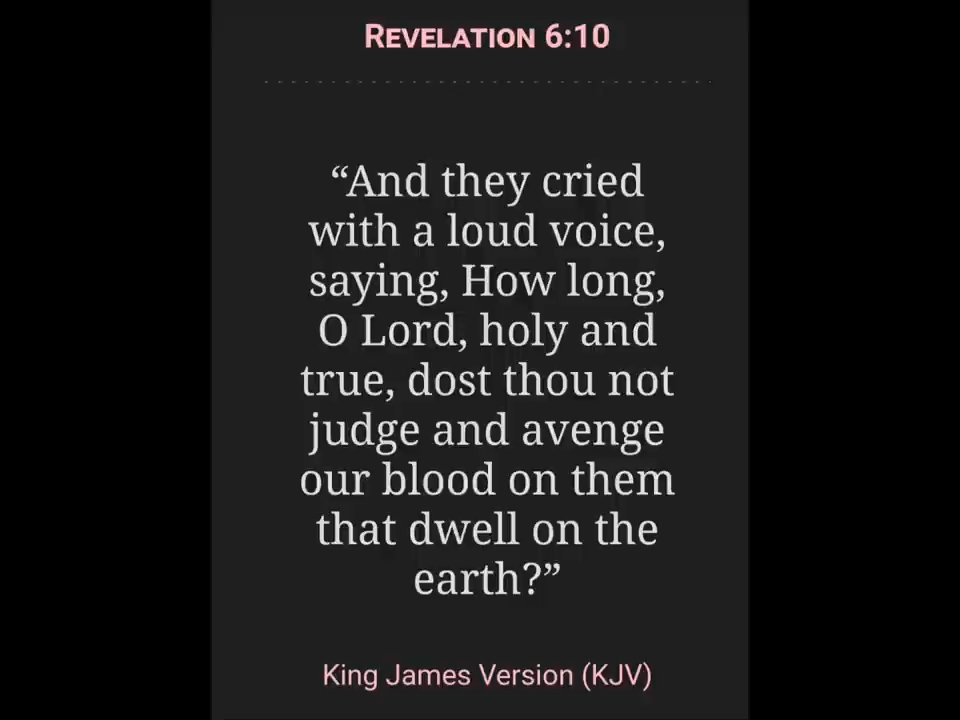 REVELATION 6:10
“And they cried
with a loud voice,
saying, How long,
O Lord, holy and
true, dost thou not
judge and avenge
our blood on them
that dwell on the
earth?”
King James Version (KJV)